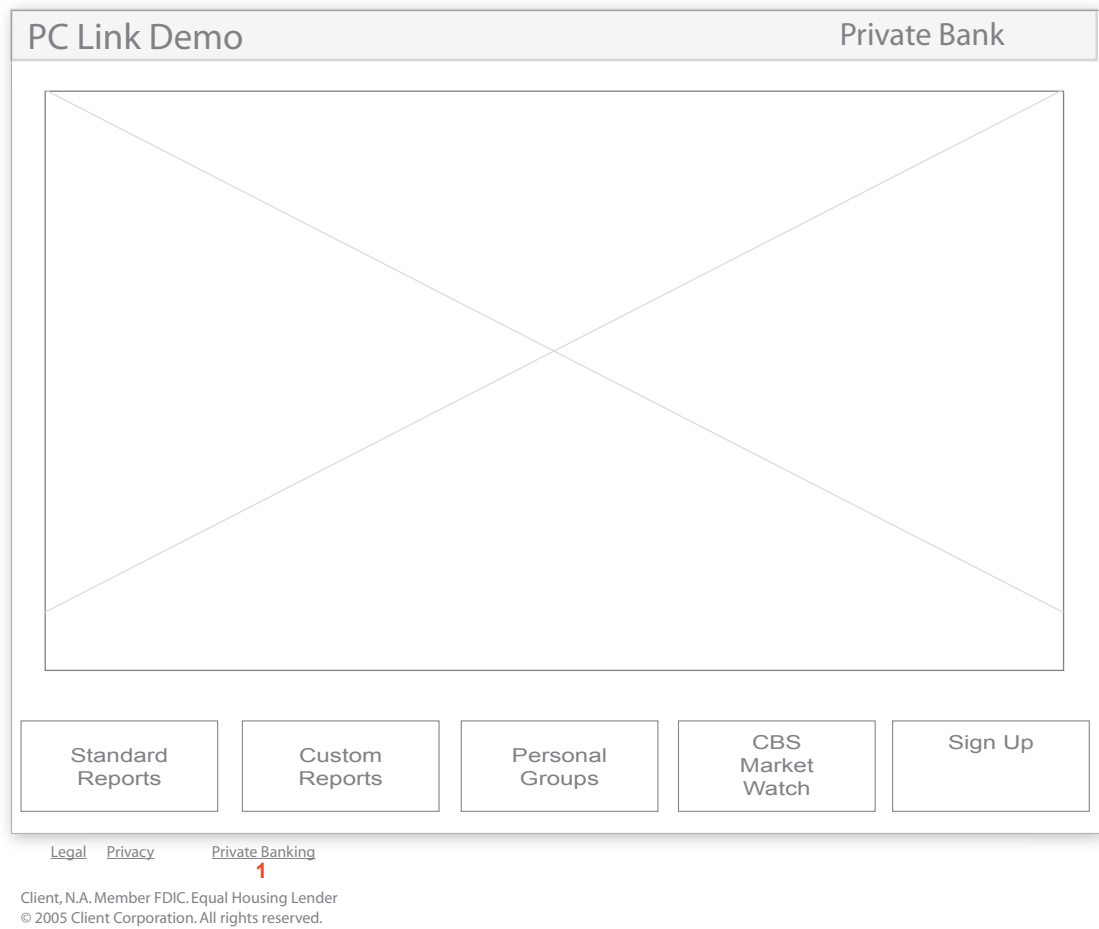 PC Link Demo
Private Bank
Standard
Reports
Custom
Reports
Personal
Groups
CBS
Market
Watch
Sign Up
Legal Privacy Private Banking
1
Client, N.A. Member FDIC. Equal Housing Lender
© 2005 Client Corporation. All rights reserved.